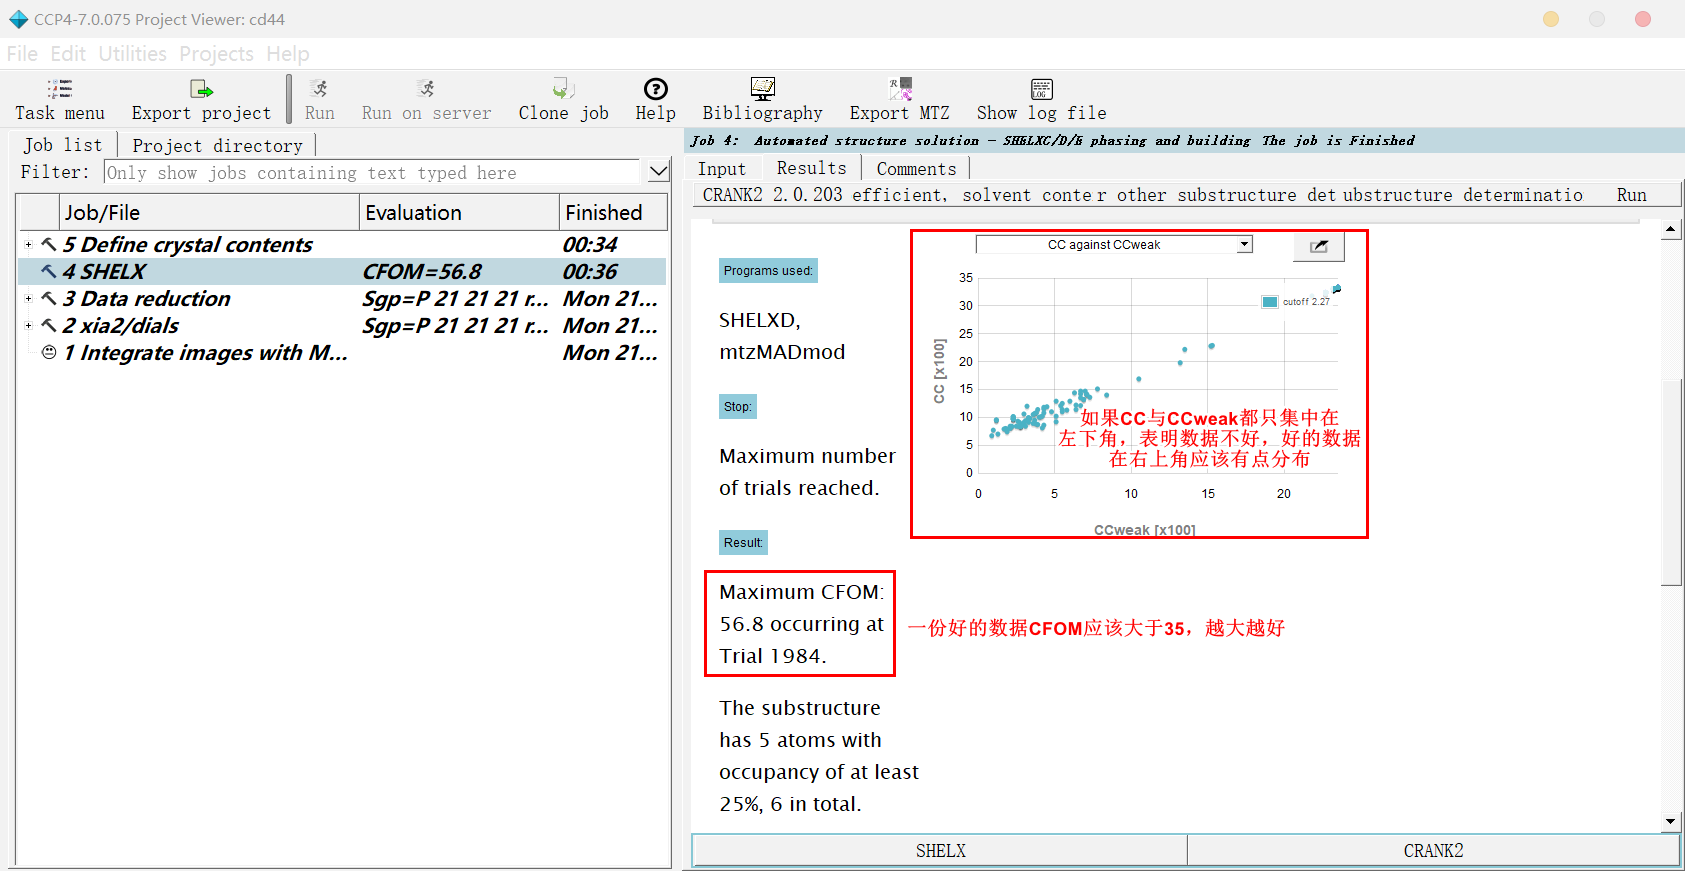 CCP4-7.0.075 Project Viewer: cd44
File Edit Utilities Projects Help
Task menu Export project Run Run on server Clone job Help Bibliography Export MTZ Show log file
Job list Project directory
Filter: Only show jobs containing text typed here
Job/File Evaluation Finished
5 Define crystal contents 00:34
4 SHELX CFOM=56.8 00:36
3 Data reduction Sgp=P 21 21 21 r... Mon 21...
2 xia2/dials Sgp=P 21 21 21 r... Mon 21...
1 Integrate images with M... Mon 21...
Job 4: Automated structure solution - SHELXC/D/E phasing and building The job is Finished
Input Results Comments
CRANK2 2.0.203 efficient, solvent conte r other substructure det ubstructure determinatio Run
Programs used:
SHELXD,
mtzMADmod
Stop:
Maximum number
of trials reached.
Result:
Maximum CFOM:
56.8 occurring at
Trial 1984.
The substructure
has 5 atoms with
occupancy of at least
25%, 6 in total.
CC against CCweak
35
30
25
20
15
10
5
0
CC [x100]
cutoff 2.27
0 5 10 15 20
CCweak [x100]
如果CC与CCweak都只集中在
左下角，表明数据不好，好的数据
在右上角应该有点分布
一份好的数据CFOM应该大于35，越大越好
SHELX CRANK2
LOG